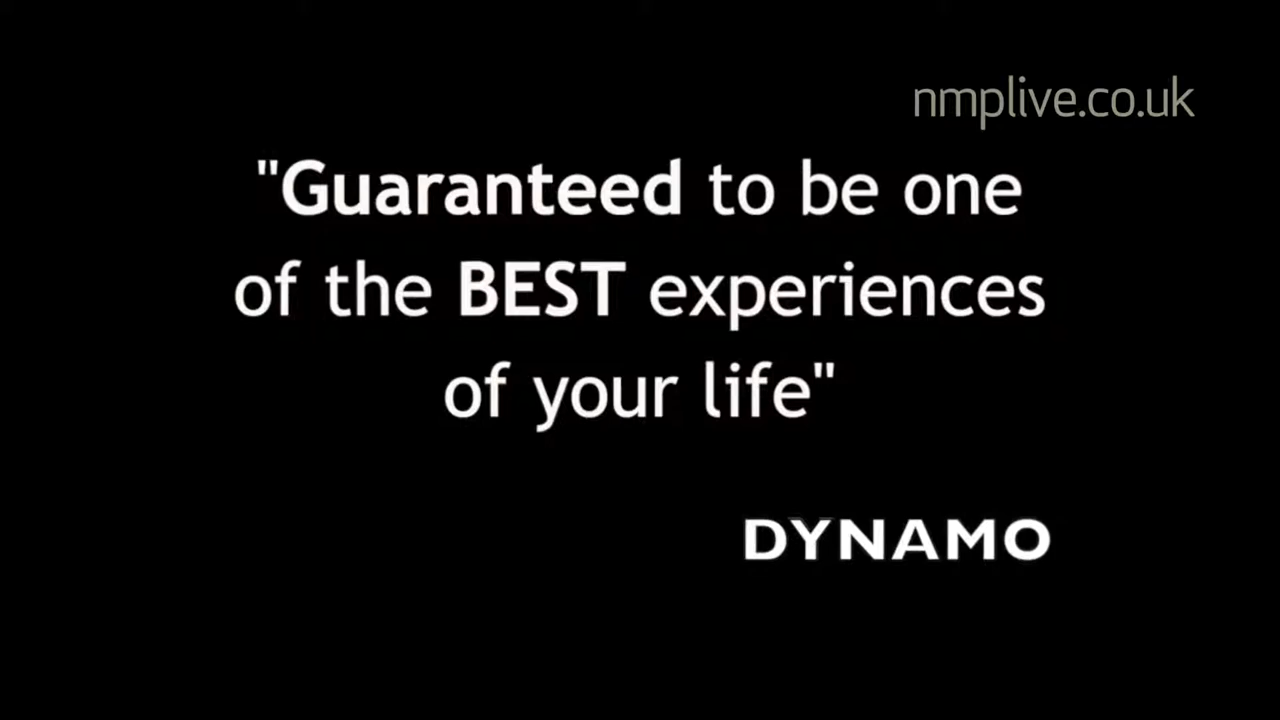 nmplive.co.uk
"Guaranteed to be one
of the BEST experiences
of your life"
DYNAMO